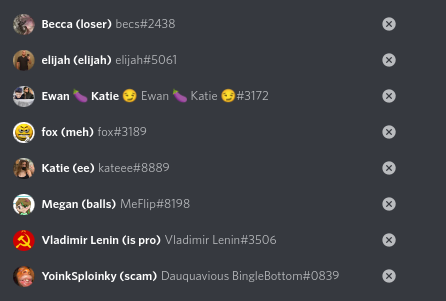 Becca (loser) becs#2438
elijah (elijah) elijah#5061
Ewan 🍆 Katie 😏 Ewan 🍆 Katie 😏#3172
fox (meh) fox#3189
Katie (ee) kateee#8889
Megan (balls) MeFlip#8198
Vladimir Lenin (is pro) Vladimir Lenin#3506
YoinkSploinky (scam) Dauquavious BingleBottom#0839